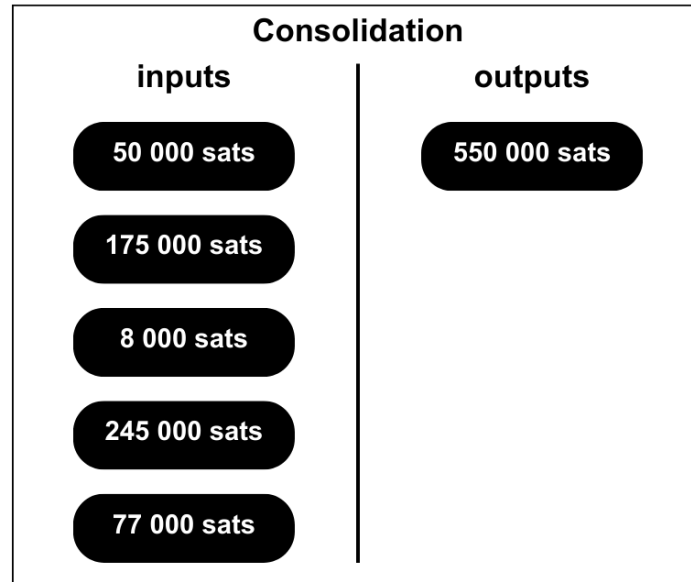 Consolidation
inputs
outputs
50 000 sats
550 000 sats
175 000 sats
8 000 sats
245 000 sats
77 000 sats